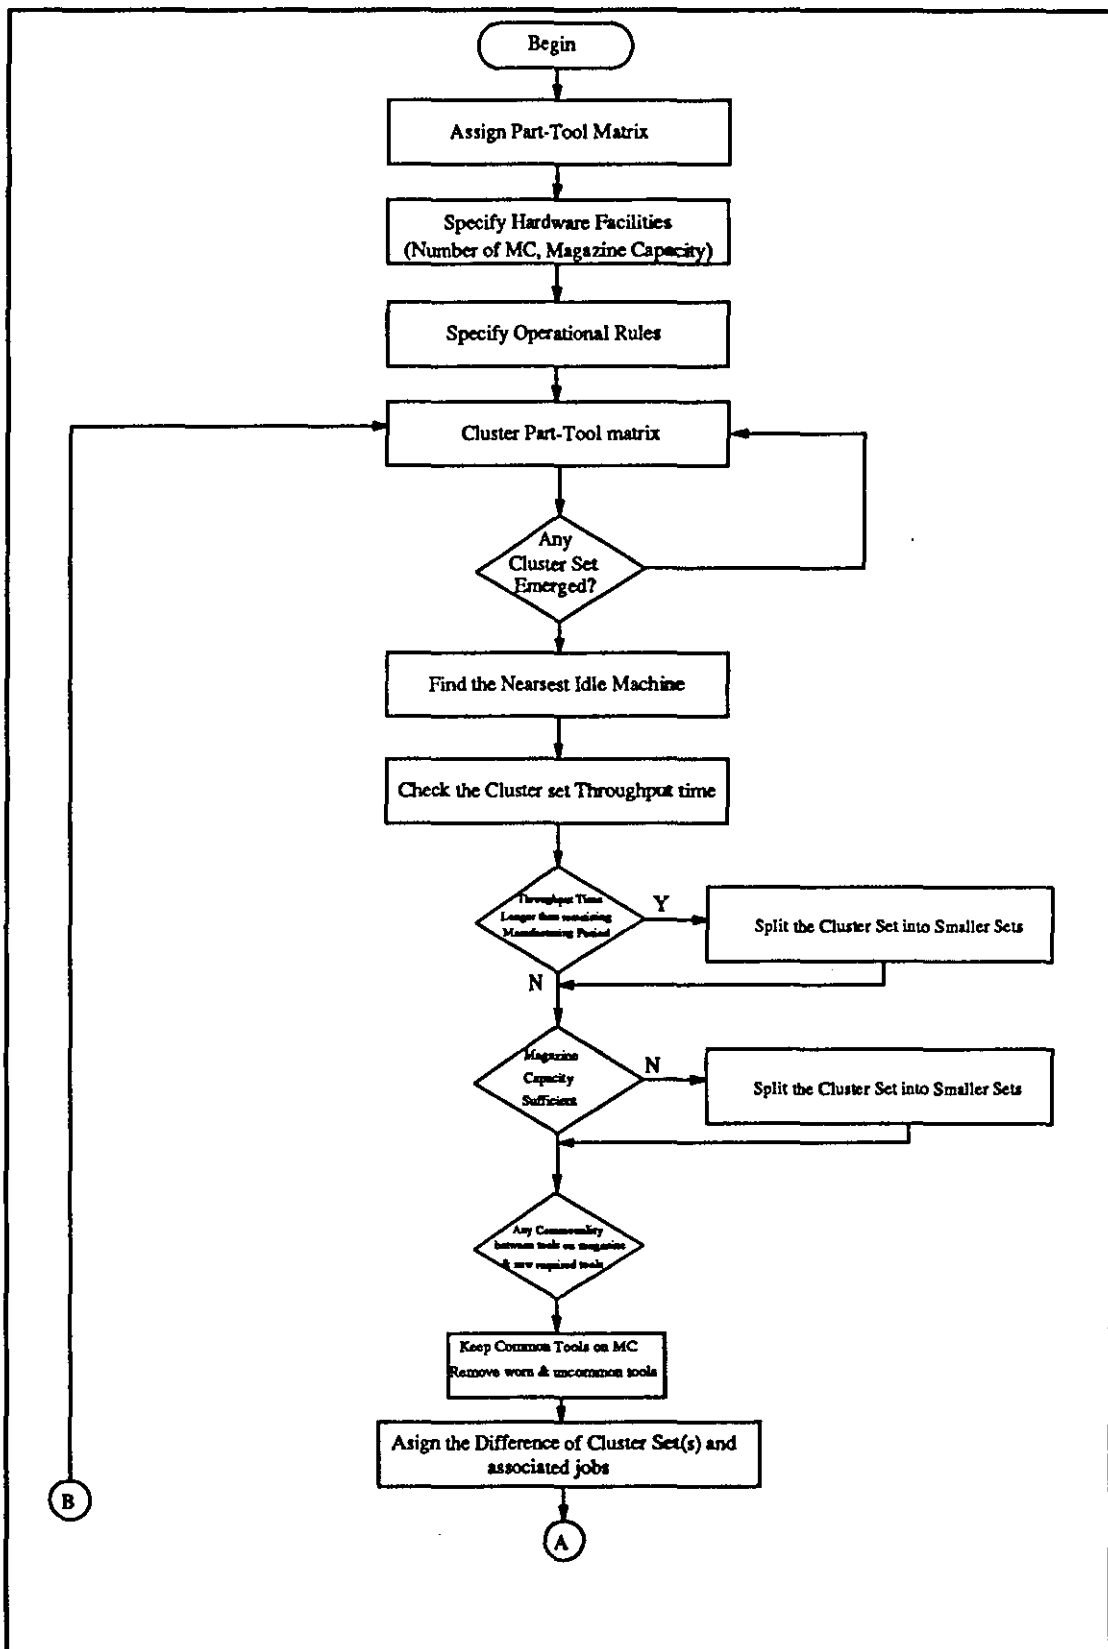 Begin
Assign Part-Tool Matrix
Specify Hardware Facilities
(Number of MC, Magazine Capacity)
Specify Operational Rules
Cluster Part-Tool matrix
Any
Cluster Set
Emerged?
Find the Nearsest Idle Machine
Check the Cluster set Throughput time
Throughput Time
Longer than remaining
Manufacturing Period
Y
Split the Cluster Set into Smaller Sets
N
Magazine
Capacity
Sufficient
N
Split the Cluster Set into Smaller Sets
Any Commonality
between tools on magazine
& new required tools
Keep Common Tools on MC
Remove worn & uncommon tools
Asign the Difference of Cluster Set(s) and
associated jobs
B
A